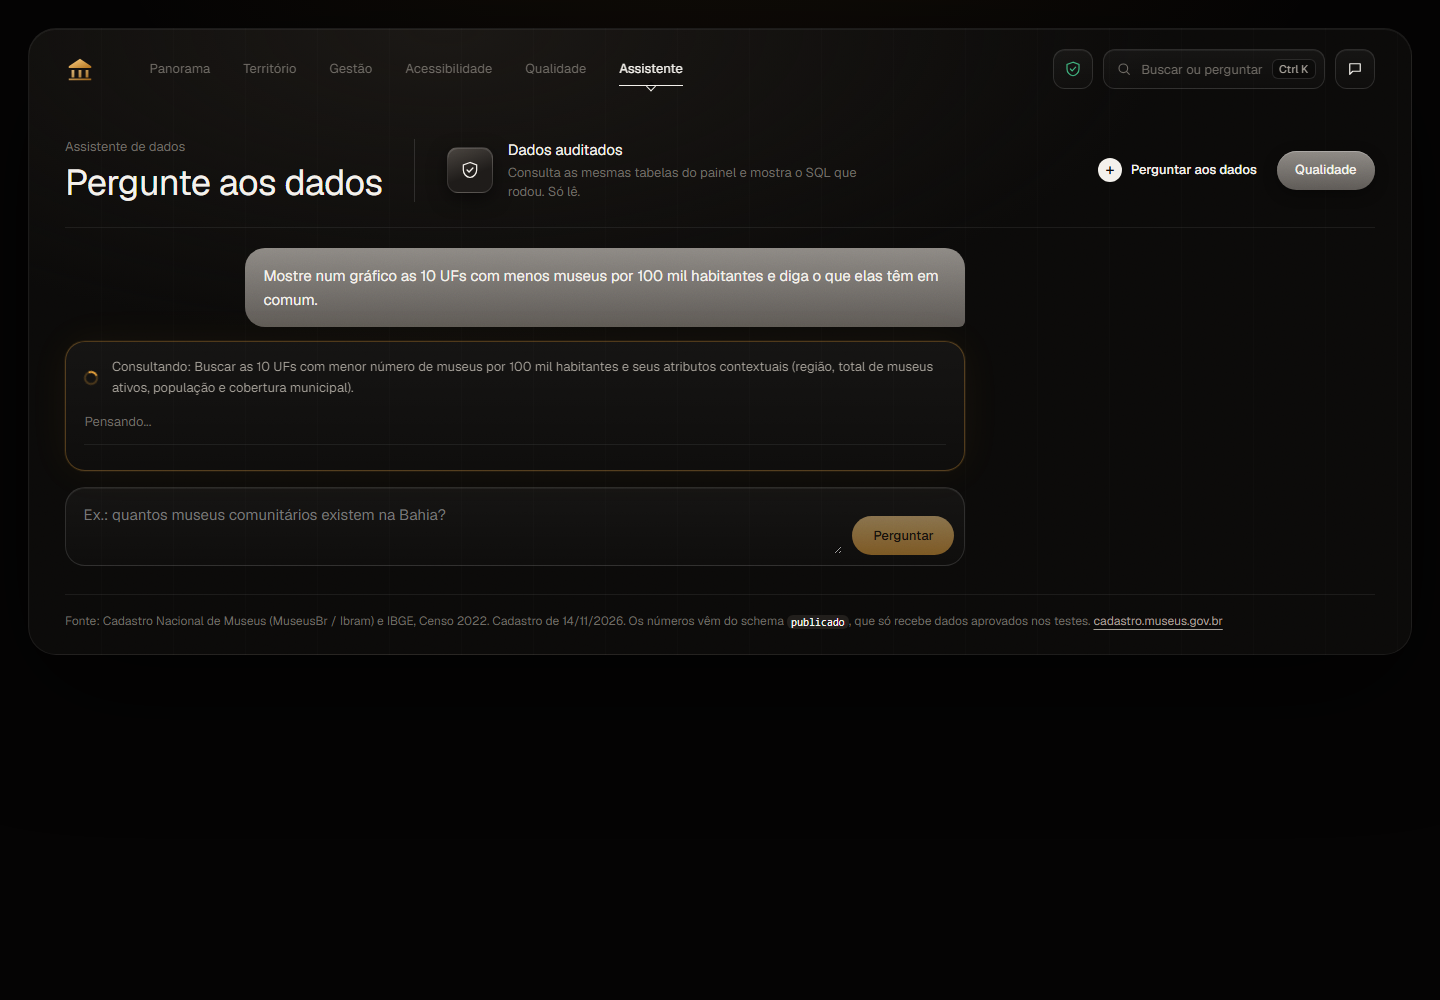 Panorama
Território
Gestão
Acessibilidade
Qualidade
Assistente
Buscar ou perguntar
Ctrl K
Assistente de dados
Pergunte aos dados
Dados auditados
Consulta as mesmas tabelas do painel e mostra o SQL que
rodou. Só lê.
+ Perguntar aos dados
Qualidade
Mostre num gráfico as 10 UFs com menos museus por 100 mil habitantes e diga o que elas têm em
comum.
Consultando: Buscar as 10 UFs com menor número de museus por 100 mil habitantes e seus atributos contextuais (região, total de museus
ativos, população e cobertura municipal).
Pensando...
Ex.: quantos museus comunitários existem na Bahia?
Perguntar
Fonte: Cadastro Nacional de Museus (MuseusBr / Ibram) e IBGE, Censo 2022. Cadastro de 14/11/2026. Os números vêm do schema publicado, que só recebe dados aprovados nos testes. cadastro.museus.gov.br